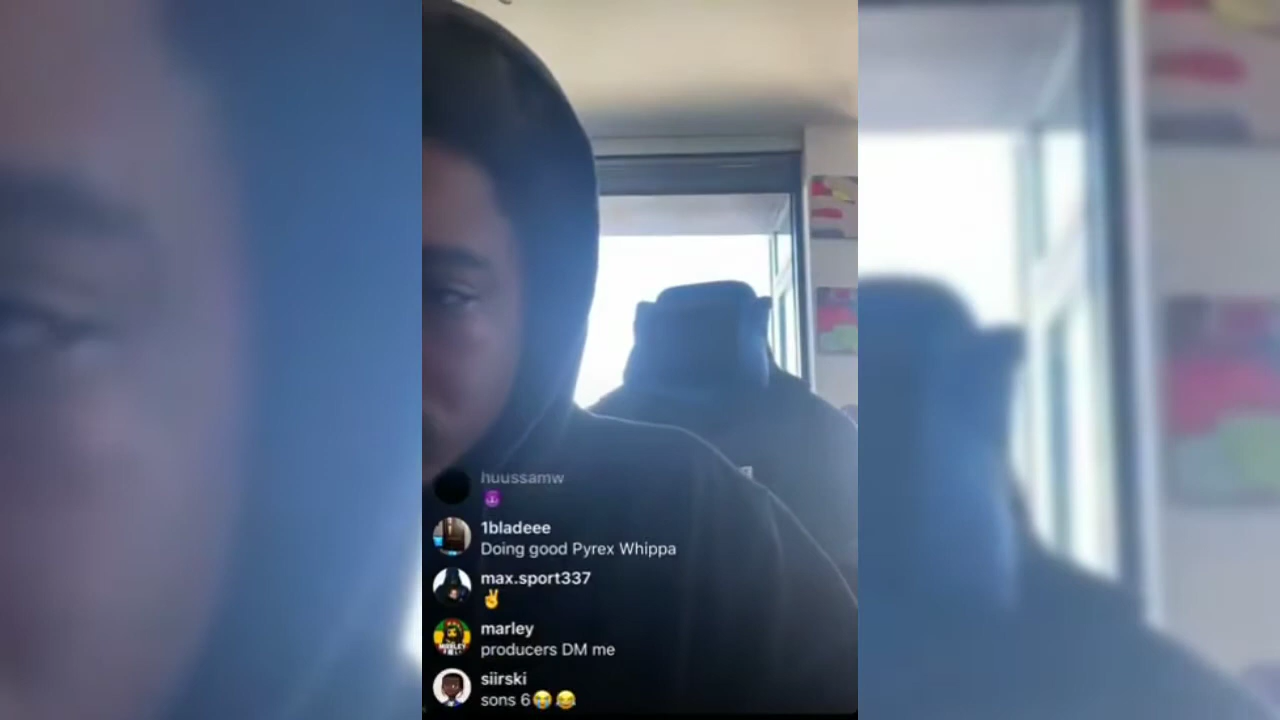 huussamw
😈
1bladeee
Doing good Pyrex Whippa
max.sport337
✌️
marley
producers DM me
siirski
sons 6😭😂